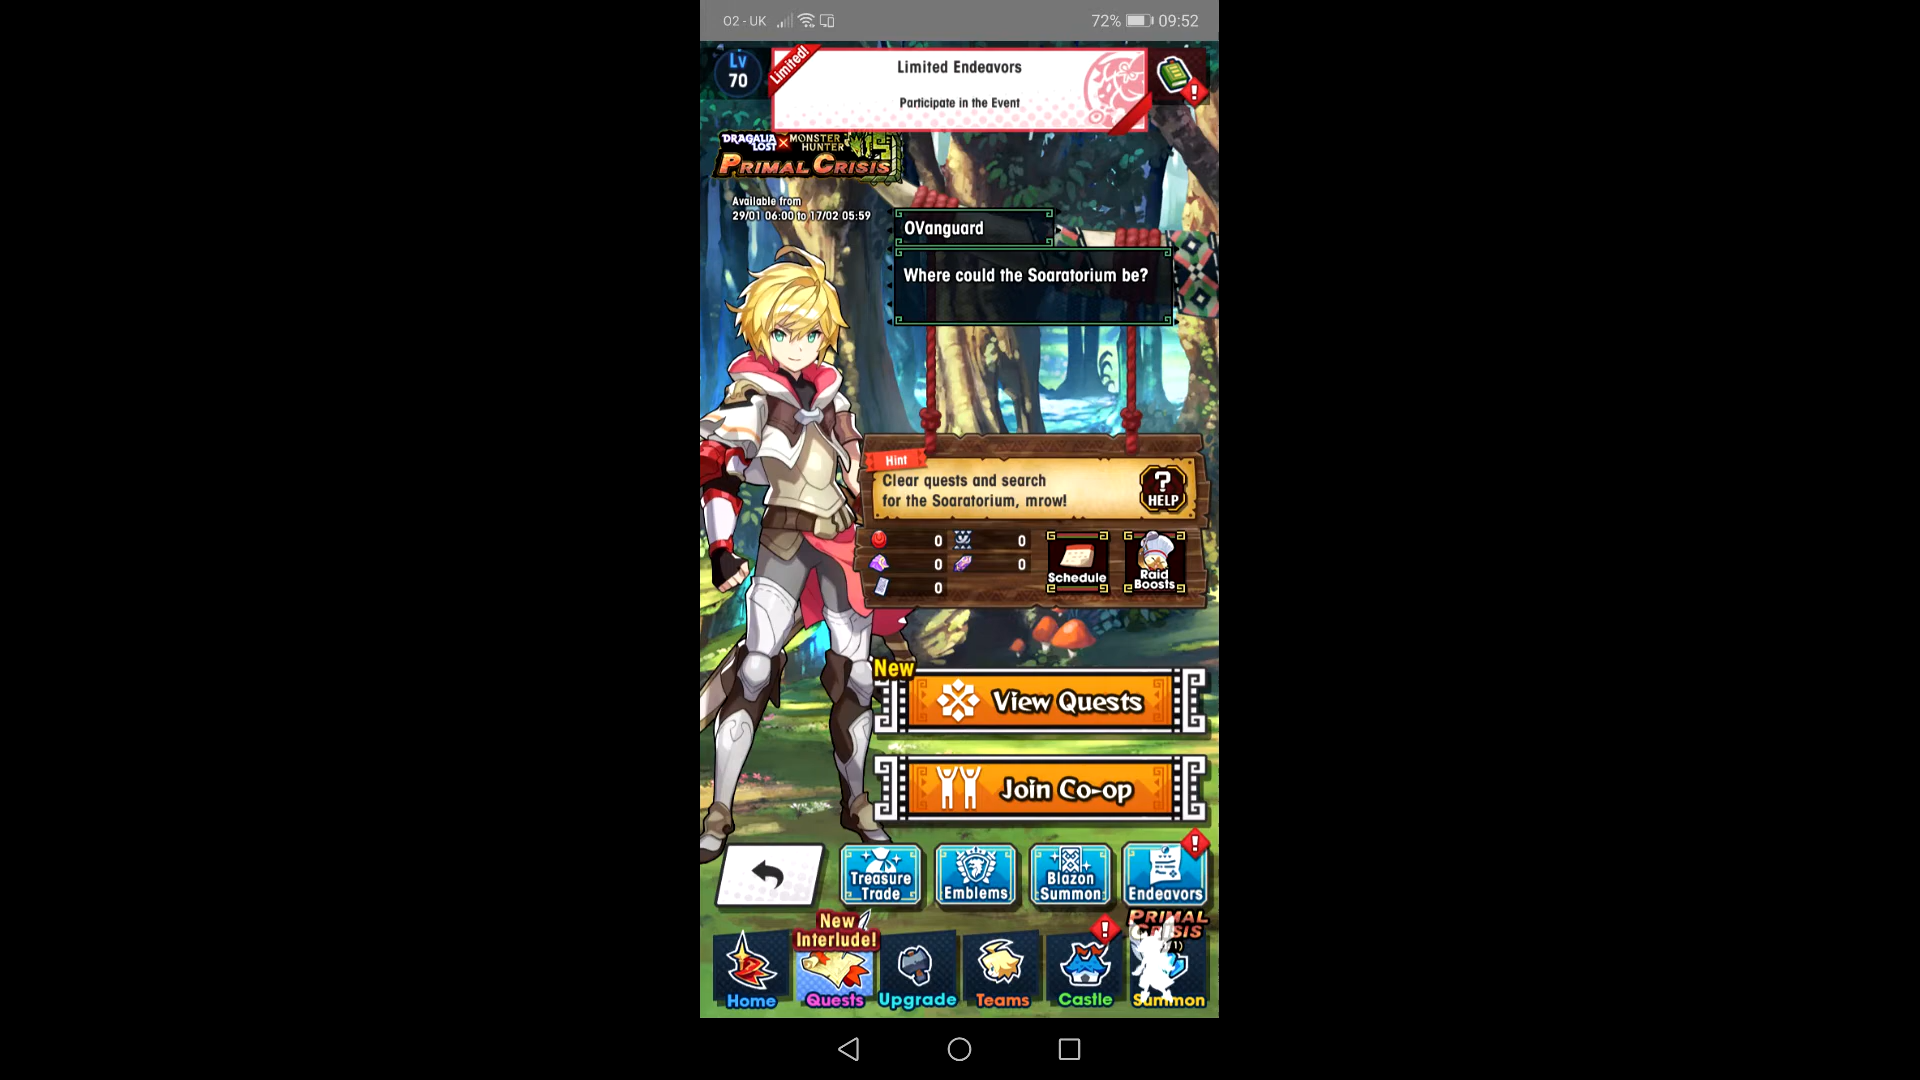 O2 - UK
72%
09:52
Lv
70
Limited!
Limited Endeavors
Participate in the Event
DRAGALIA LOST X MONSTER HUNTER
PRIMAL CRISIS
Available from
29/01 06:00 to 17/02 05:59
OVanguard
Where could the Soaratorium be?
Hint
Clear quests and search
for the Soaratorium, mrow!
?
HELP
0
0
0
0
0
Schedule
Raid
Boosts
New
View Quests
Join Co-op
Treasure
Trade
Emblems
Blazon
Summon
Endeavors
New
Interlude!
PRIMAL
CRISIS
Home
Quests
Upgrade
Teams
Castle
Summon